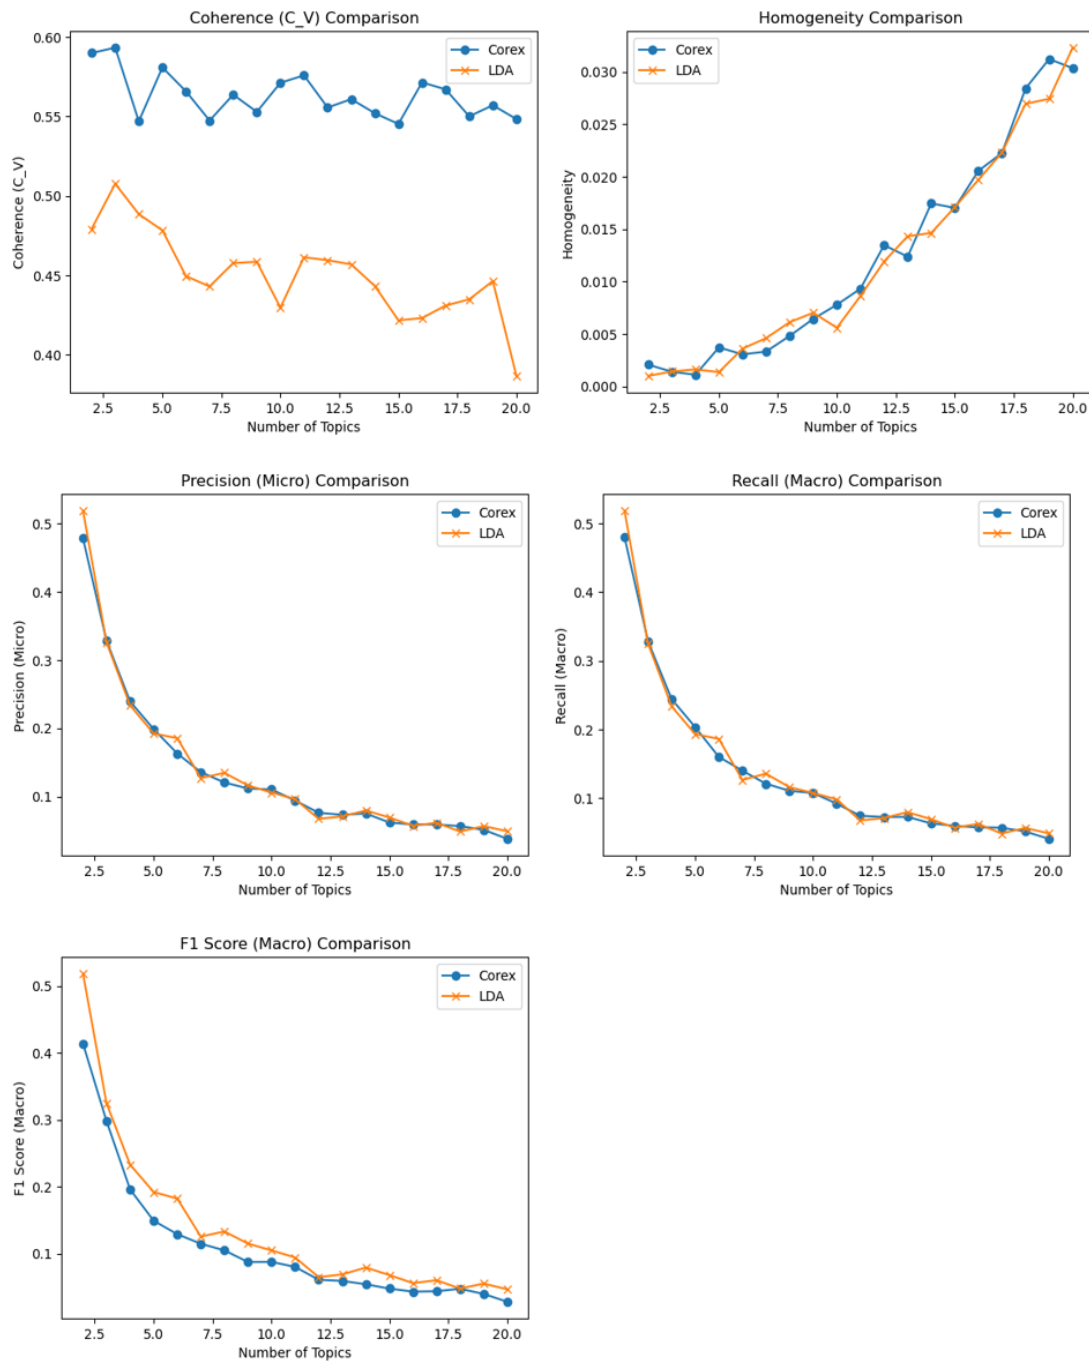 Coherence (C_V) Comparison
Coherence (C_V)
0.60
0.55
0.50
0.45
0.40
Corex
LDA
2.5 5.0 7.5 10.0 12.5 15.0 17.5 20.0
Number of Topics
Homogeneity Comparison
Homogeneity
0.030
0.025
0.020
0.015
0.010
0.005
0.000
Corex
LDA
2.5 5.0 7.5 10.0 12.5 15.0 17.5 20.0
Number of Topics
Precision (Micro) Comparison
Precision (Micro)
0.5
0.4
0.3
0.2
0.1
Corex
LDA
2.5 5.0 7.5 10.0 12.5 15.0 17.5 20.0
Number of Topics
Recall (Macro) Comparison
Recall (Macro)
0.5
0.4
0.3
0.2
0.1
Corex
LDA
2.5 5.0 7.5 10.0 12.5 15.0 17.5 20.0
Number of Topics
F1 Score (Macro) Comparison
F1 Score (Macro)
0.5
0.4
0.3
0.2
0.1
Corex
LDA
2.5 5.0 7.5 10.0 12.5 15.0 17.5 20.0
Number of Topics